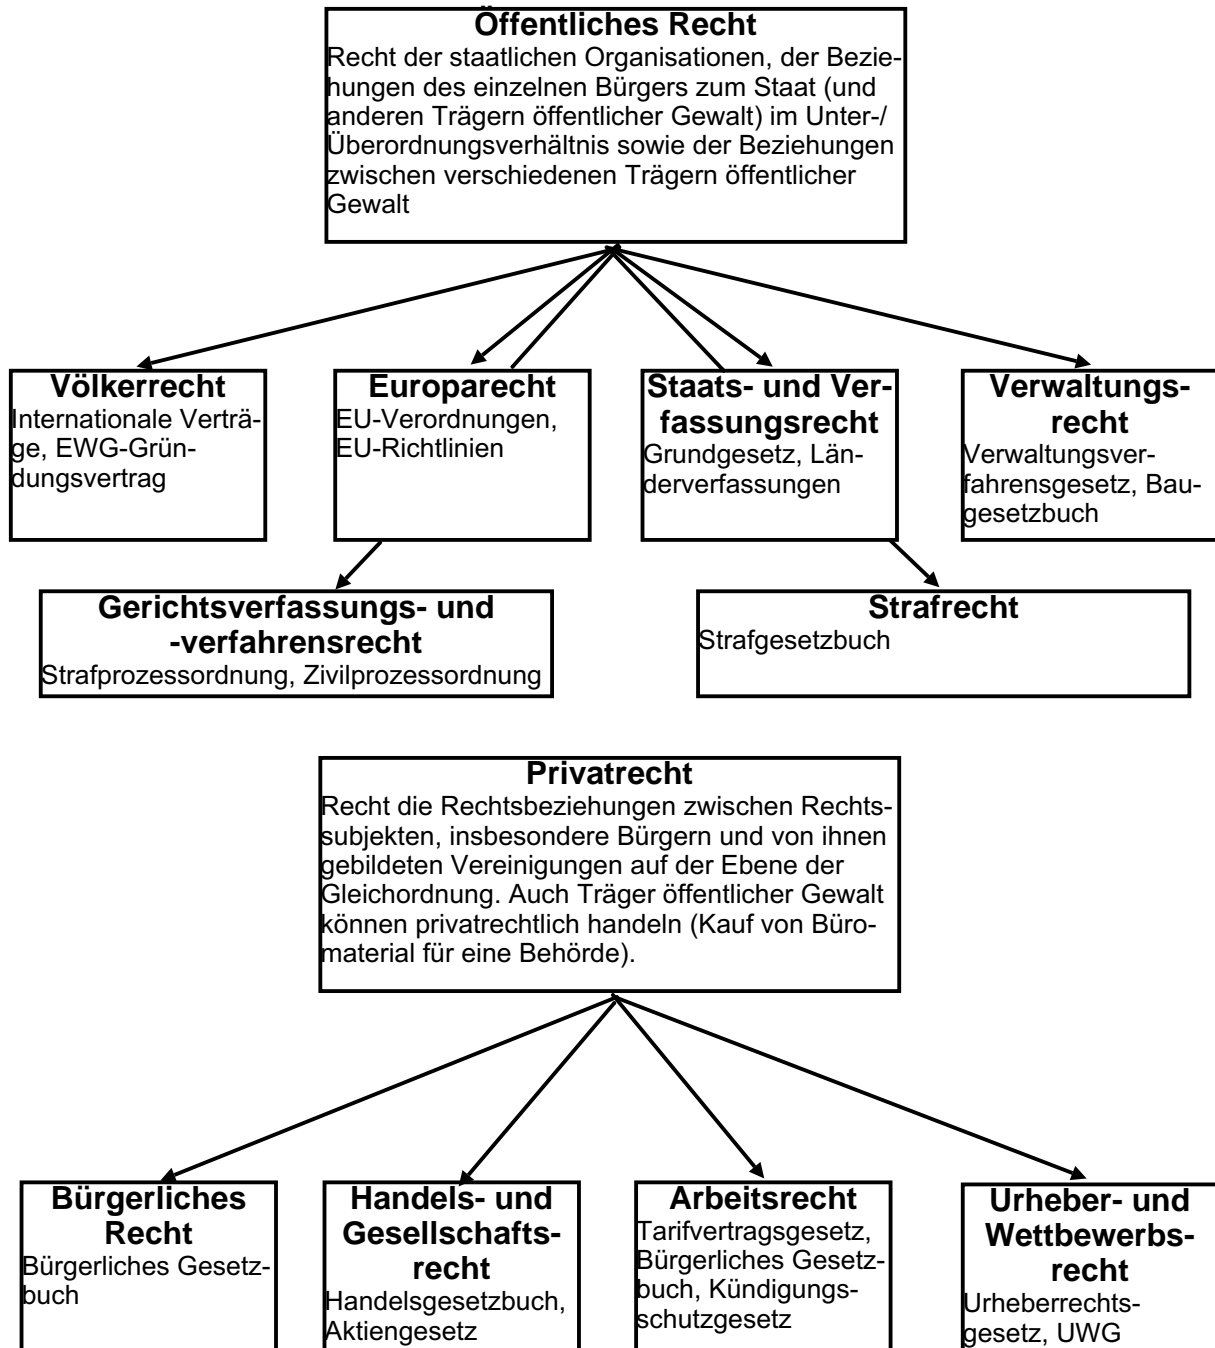 Öffentliches Recht
Recht der staatlichen Organisationen, der Bezie-
hungen des einzelnen Bürgers zum Staat (und
anderen Trägern öffentlicher Gewalt) im Unter-/
Überordnungsverhältnis sowie der Beziehungen
zwischen verschiedenen Trägern öffentlicher
Gewalt
Völkerrecht
Internationale Verträ-
ge, EWG-Grün-
dungsvertrag
Europarecht
EU-Verordnungen,
EU-Richtlinien
Staats- und Ver-
fassungsrecht
Grundgesetz, Län-
derverfassungen
Verwaltungs-
recht
Verwaltungsver-
fahrensgesetz, Bau-
gesetzbuch
Gerichtsverfassungs- und
-verfahrensrecht
Strafprozessordnung, Zivilprozessordnung
Strafrecht
Strafgesetzbuch
Privatrecht
Recht die Rechtsbeziehungen zwischen Rechts-
subjekten, insbesondere Bürgern und von ihnen
gebildeten Vereinigungen auf der Ebene der
Gleichordnung. Auch Träger öffentlicher Gewalt
können privatrechtlich handeln (Kauf von Büro-
material für eine Behörde).
Bürgerliches
Recht
Bürgerliches Gesetz-
buch
Handels- und
Gesellschafts-
recht
Handelsgesetzbuch,
Aktiengesetz
Arbeitsrecht
Tarifvertragsgesetz,
Bürgerliches Gesetz-
buch, Kündigungs-
schutzgesetz
Urheber- und
Wettbewerbs-
recht
Urheberrechts-
gesetz, UWG